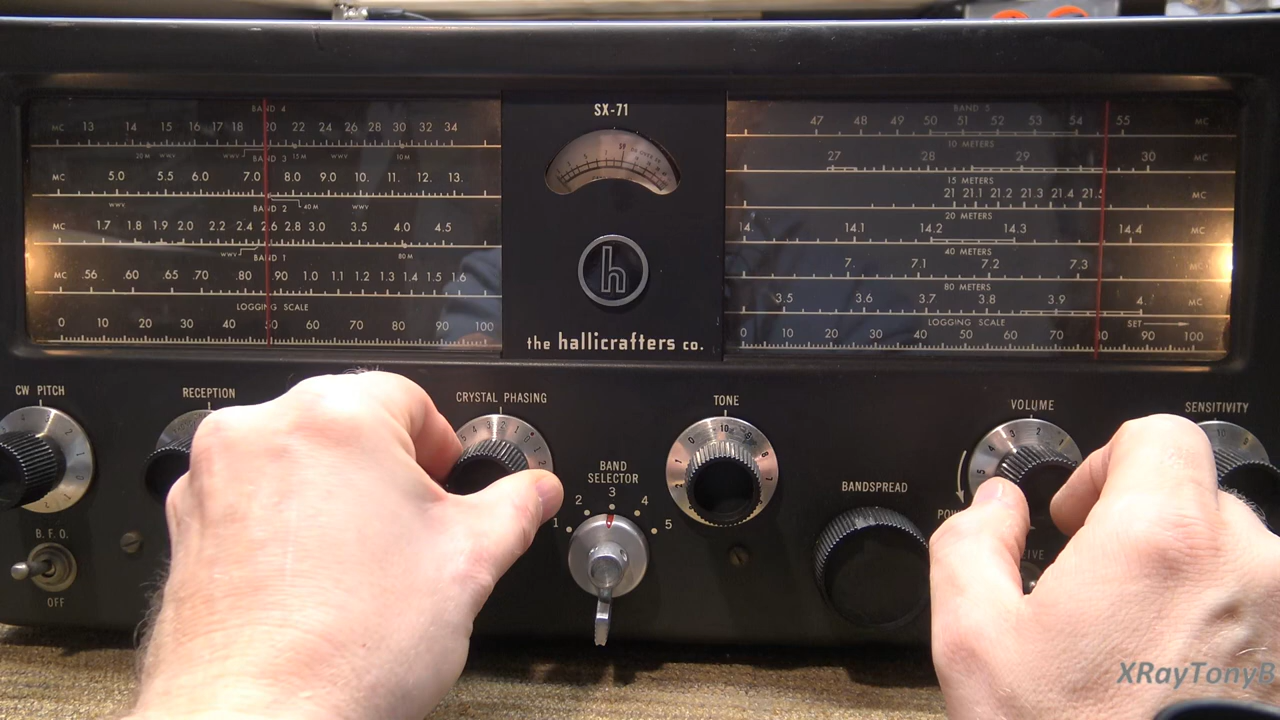 BAND 4
MC 13 14 15 16 17 18 20 22 24 26 28 30 32 34
20 M WWV WWV 15 M WWV 10 M
BAND 3
MC 5.0 5.5 6.0 7.0 8.0 9.0 10. 11. 12. 13.
WWV 40 M WWV
BAND 2
MC 1.7 1.8 1.9 2.0 2.2 2.4 2.6 2.8 3.0 3.5 4.0 4.5
WWV 80 M
BAND 1
MC .56 .60 .65 .70 .80 .90 1.0 1.1 1.2 1.3 1.4 1.5 1.6
LOGGING SCALE
0 10 20 30 40 50 60 70 80 90 100
SX-71
the hallicrafters co.
h
BAND 5
47 48 49 50 51 52 53 54 55 MC
10 METERS
27 28 29 30 MC
15 METERS
21 21.1 21.2 21.3 21.4 21.5 MC
20 METERS
14. 14.1 14.2 14.3 14.4 MC
40 METERS
7. 7.1 7.2 7.3 MC
80 METERS
3.5 3.6 3.7 3.8 3.9 4. MC
LOGGING SCALE SET
0 10 20 30 40 50 60 70 80 90 100
CW PITCH
RECEPTION
CRYSTAL PHASING
TONE
VOLUME
SENSITIVITY
BAND
SELECTOR
1 2 3 4 5
BANDSPREAD
B.F.O.
OFF
XRayTonyB